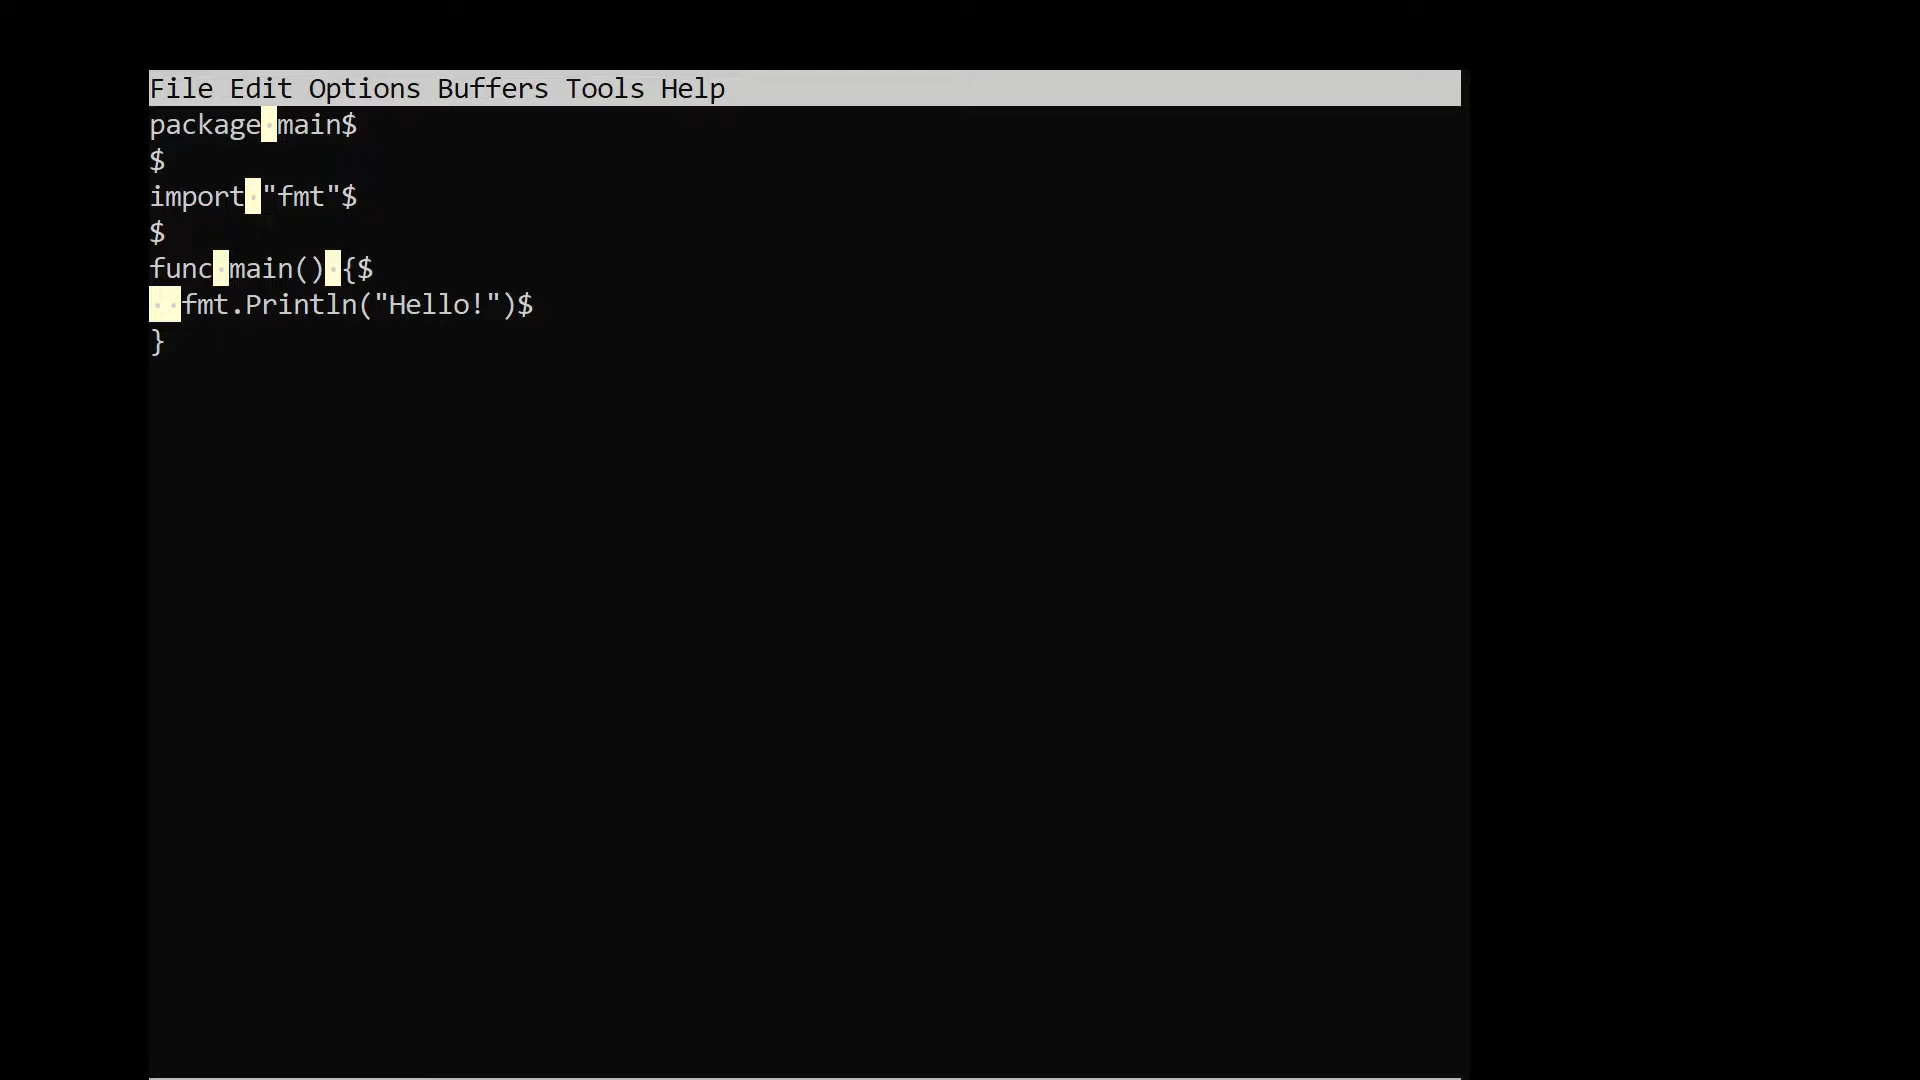 File Edit Options Buffers Tools Help
package·main$
$
import·"fmt"$
$
func·main()·{$
··fmt.Println("Hello!")$
}